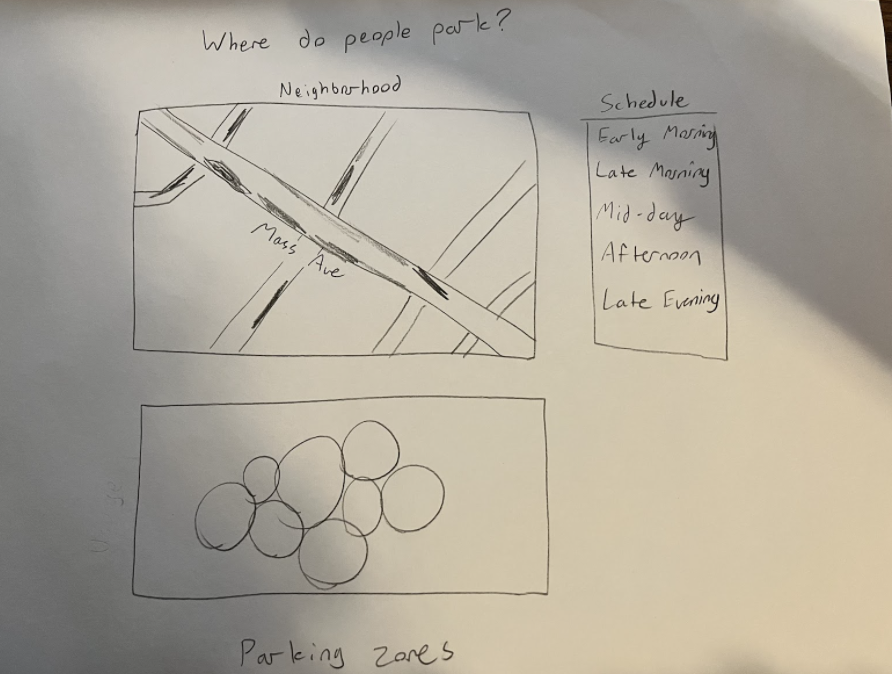 Where do people park?
Neighborhood
Mass Ave
Schedule
Early Morning
Late Morning
Mid-day
Afternoon
Late Evening
Parking zones